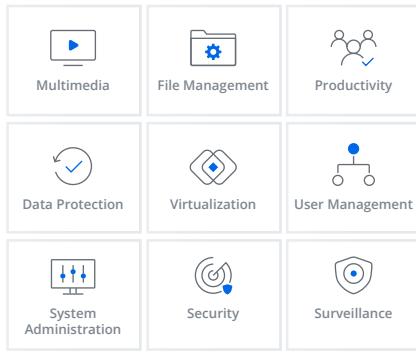 Multimedia
File Management
Productivity
Data Protection
Virtualization
User Management
System
Administration
Security
Surveillance